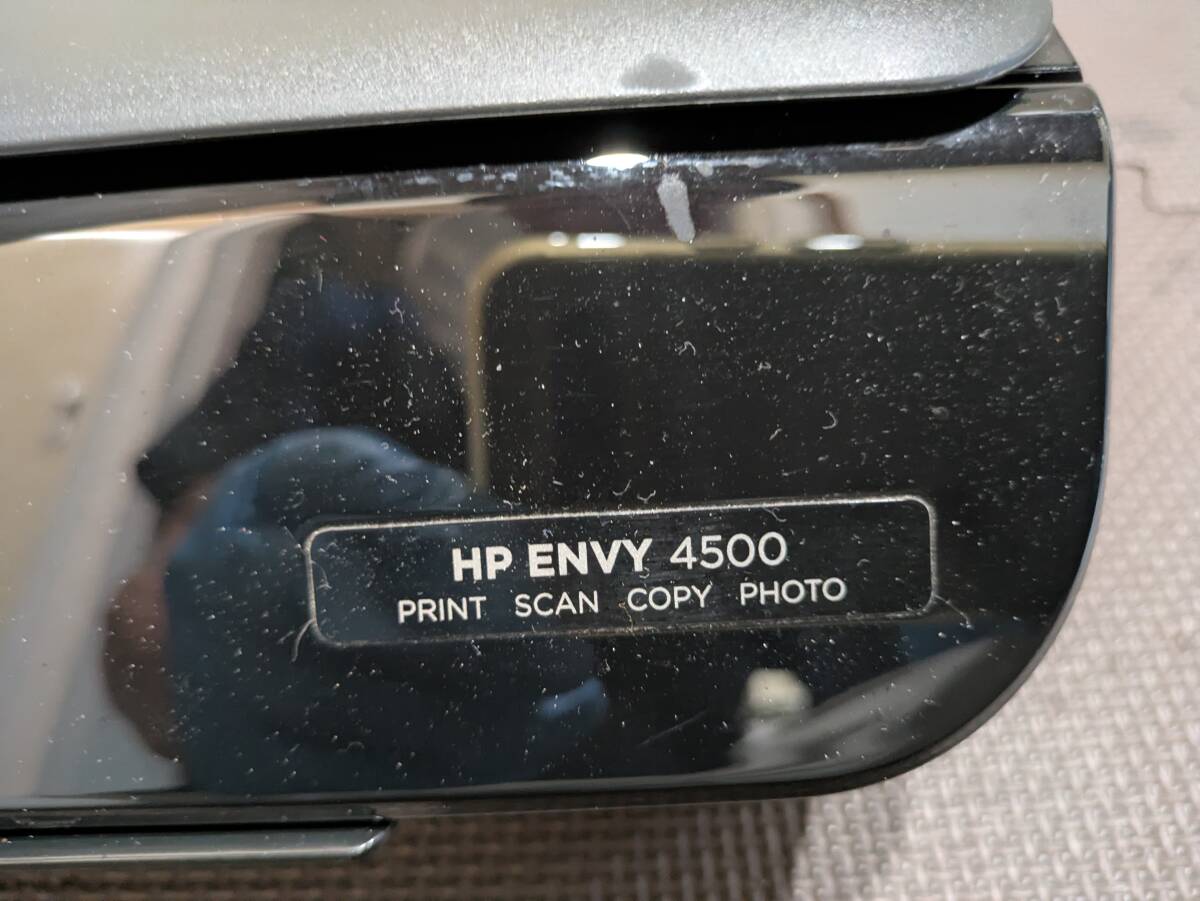 HP ENVY 4500
PRINT SCAN COPY PHOTO